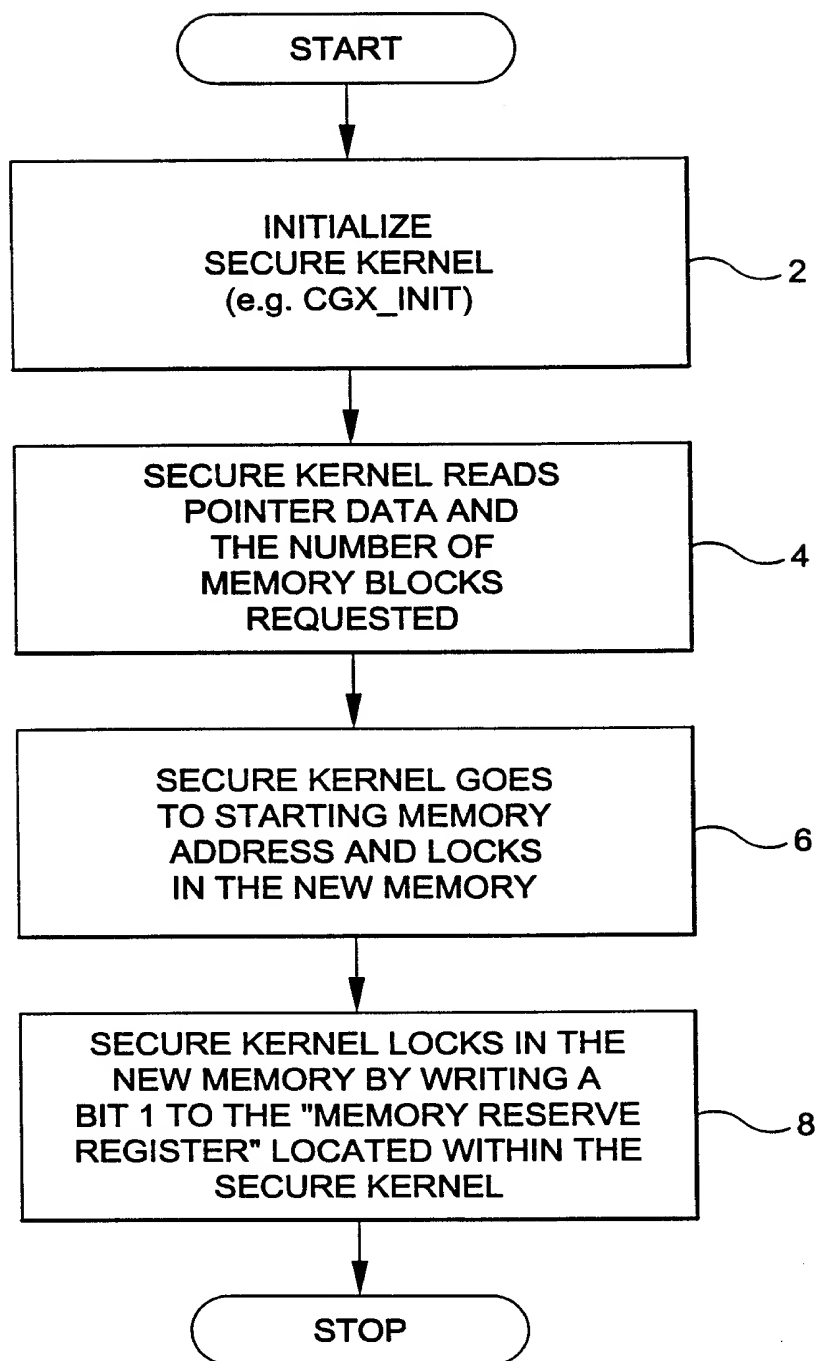 START
INITIALIZE
SECURE KERNEL
(e.g. CGX_INIT)
2
SECURE KERNEL READS
POINTER DATA AND
THE NUMBER OF
MEMORY BLOCKS
REQUESTED
4
SECURE KERNEL GOES
TO STARTING MEMORY
ADDRESS AND LOCKS
IN THE NEW MEMORY
6
SECURE KERNEL LOCKS IN THE
NEW MEMORY BY WRITING A
BIT 1 TO THE "MEMORY RESERVE
REGISTER" LOCATED WITHIN THE
SECURE KERNEL
8
STOP